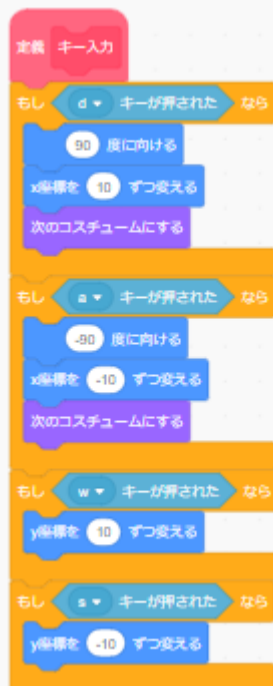 定義 キー入力
もし d キーが押された なら
90 度に向ける
x座標を 10 ずつ変える
次のコスチュームにする
もし a キーが押された なら
-90 度に向ける
x座標を -10 ずつ変える
次のコスチュームにする
もし w キーが押された なら
y座標を 10 ずつ変える
もし s キーが押された なら
y座標を -10 ずつ変える